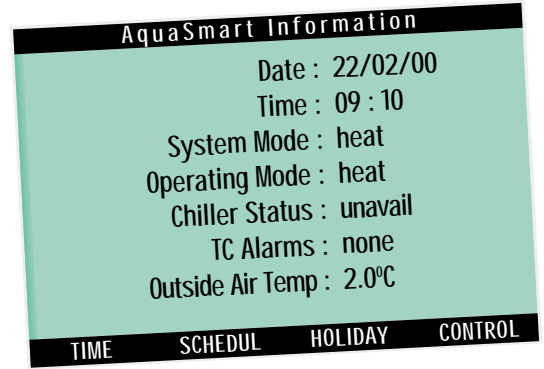 AquaSmart Information
Date : 22/02/00
Time : 09 : 10
System Mode : heat
Operating Mode : heat
Chiller Status : unavail
TC Alarms : none
Outside Air Temp : 2.0°C
TIME SCHEDUL HOLIDAY CONTROL